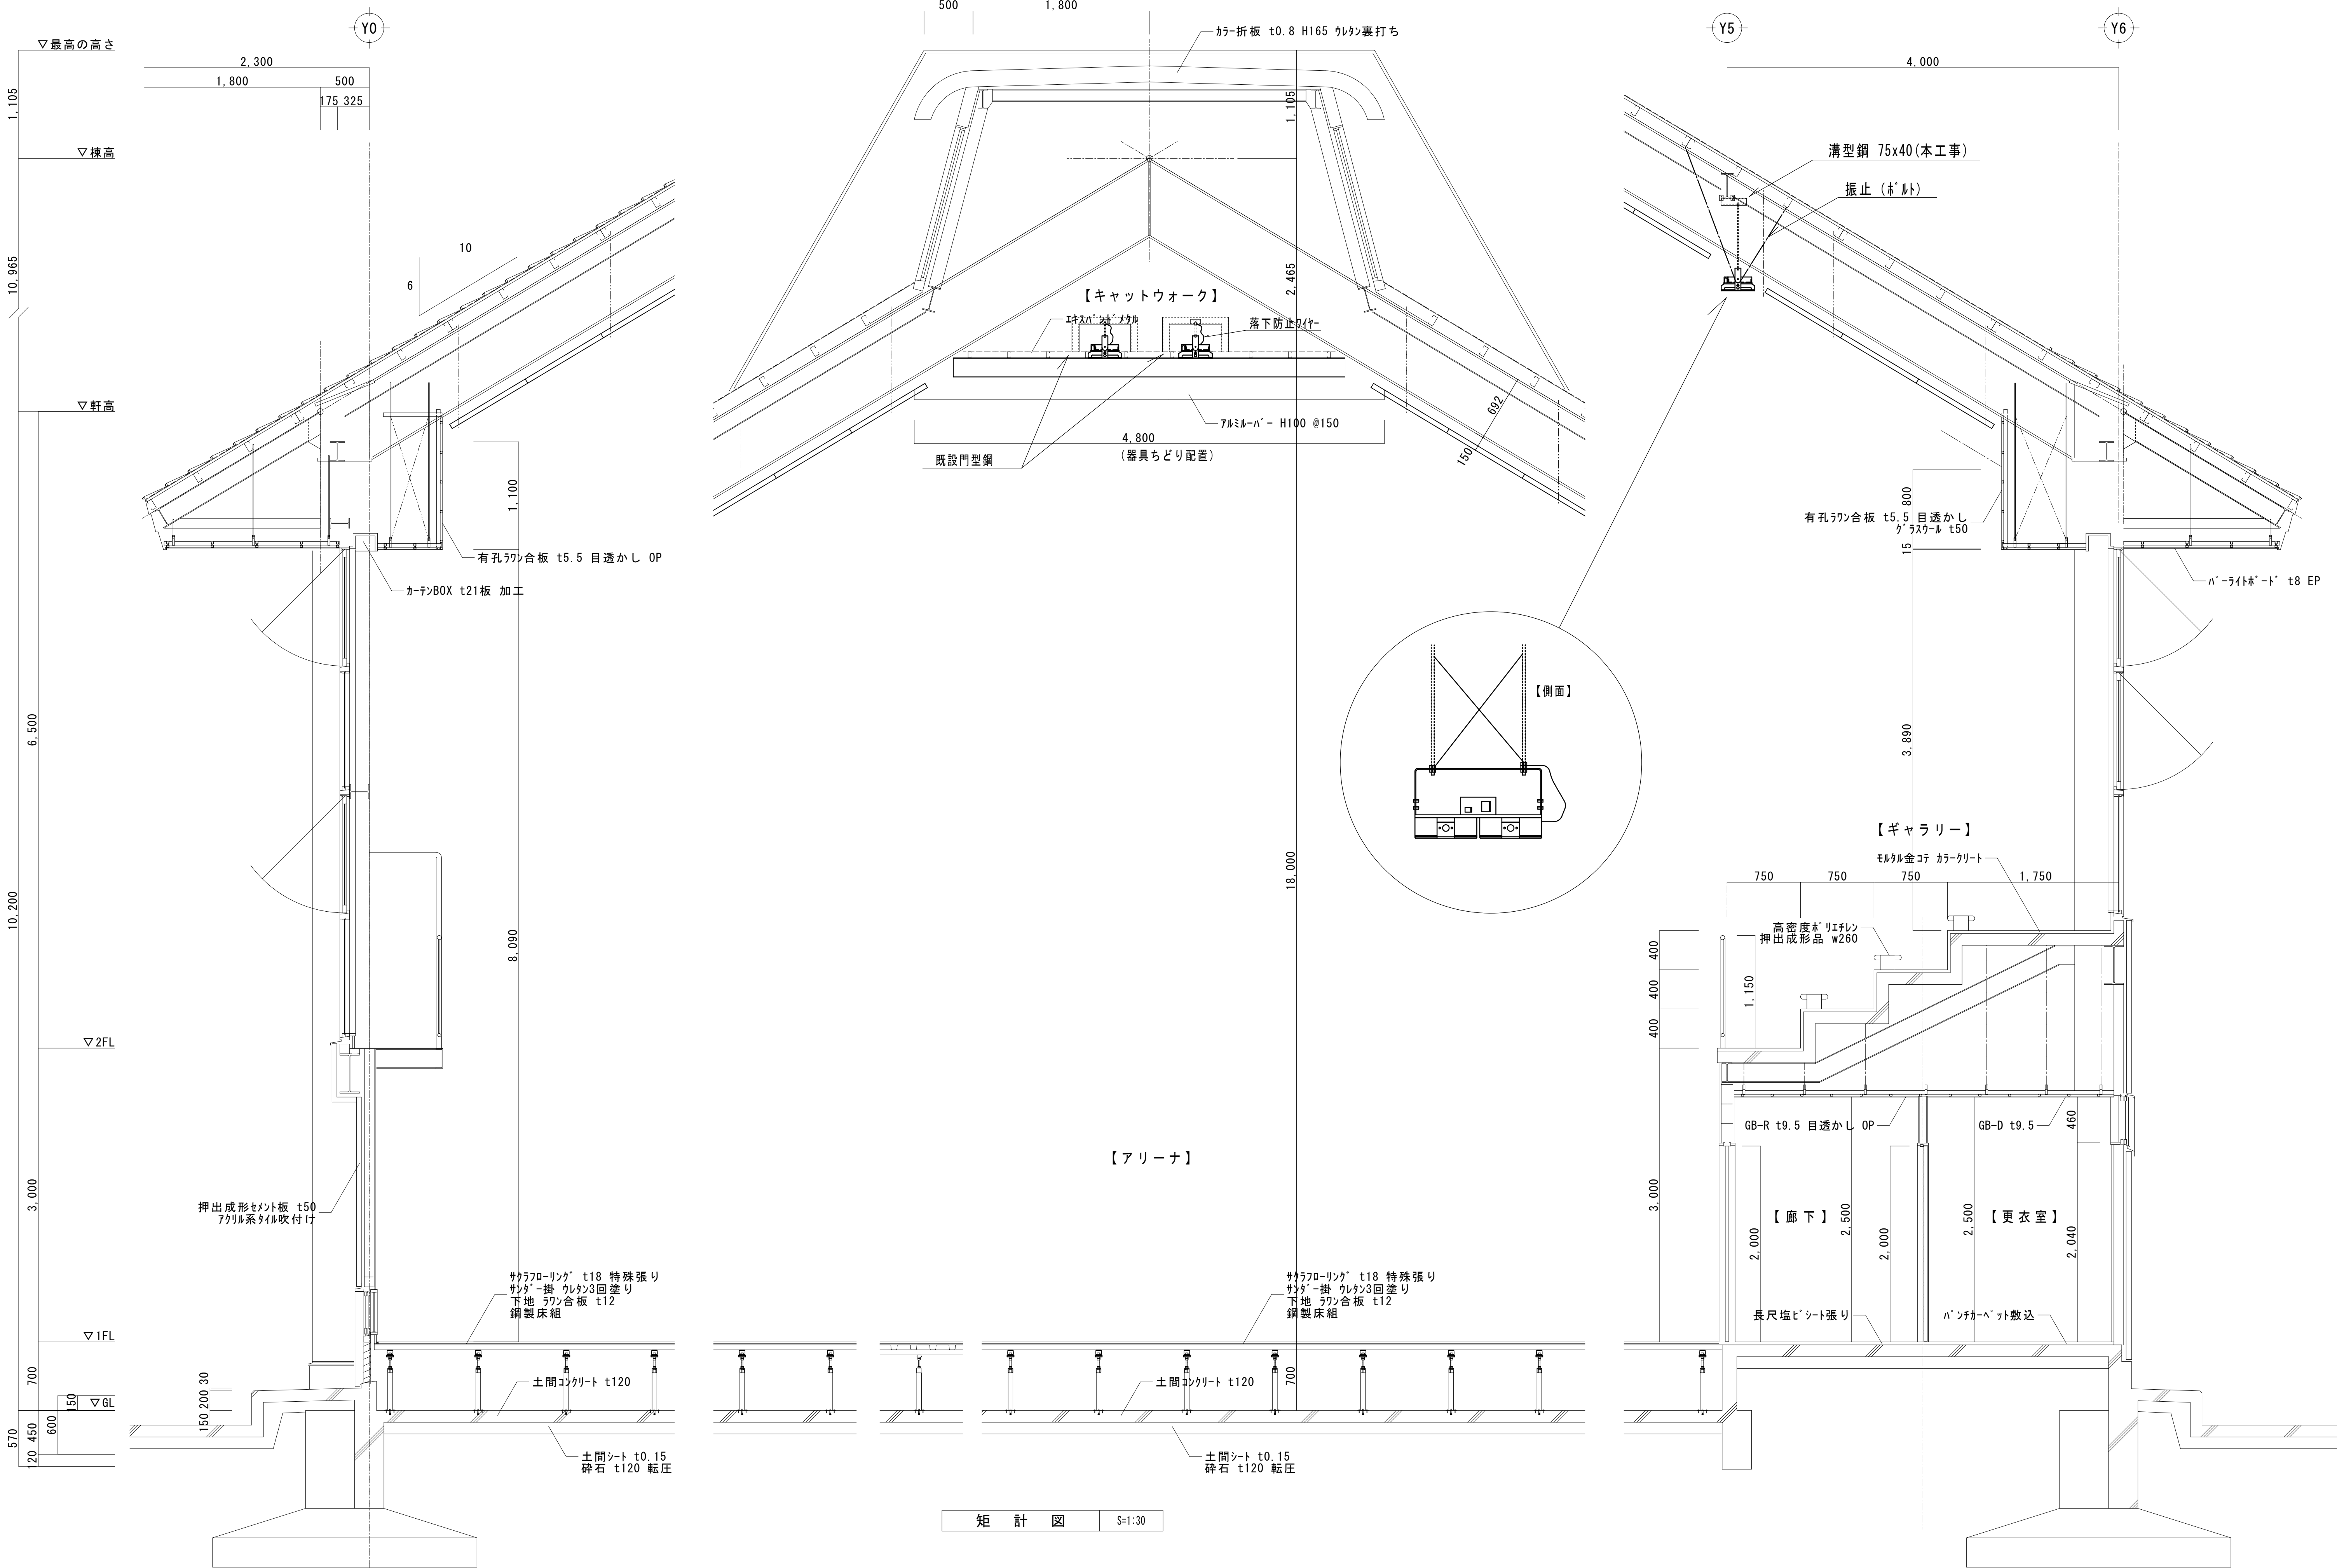 Y0
▽最高の高さ
2,300
1,800
500
175 325
1,105
▽棟高
10,965
10
6
▽軒高
1,100
有孔ラワン合板 t5.5 目透かし OP
カーテンBOX t21板 加工
6,500
10,200
8,090
▽2FL
3,000
押出成形セメント板 t50
アクリル系タイル吹付け
サクラフローリング t18 特殊張り
サンダー掛 ウレタン3回塗り
下地 ラワン合板 t12
鋼製床組
▽1FL
700
150 200 30
150
▽GL
570
120 450
600
土間コンクリート t120
土間シート t0.15
砕石 t120 転圧
500
1,800
カラー折板 t0.8 H165 ウレタン裏打ち
1,105
2,465
【キャットウォーク】
エキスパンドメタル
落下防止ワイヤー
692
150
アルミルーバー H100 @150
4,800
(器具ちどり配置)
既設門型鋼
【側面】
18,000
【アリーナ】
サクラフローリング t18 特殊張り
サンダー掛 ウレタン3回塗り
下地 ラワン合板 t12
鋼製床組
700
土間コンクリート t120
土間シート t0.15
砕石 t120 転圧
矩 計 図
S=1:30
Y5
Y6
4,000
溝型鋼 75x40(本工事)
振止 (ボルト)
800
有孔ラワン合板 t5.5 目透かし
グラスウール t50
15
パーライトボード t8 EP
3,890
【ギャラリー】
モルタル金コテ カラークリート
750
750
750
1,750
高密度ポリエチレン
押出成形品 w260
400
400
400
1,150
GB-R t9.5 目透かし OP
GB-D t9.5
460
3,000
【廊下】
【更衣室】
2,000
2,500
2,000
2,500
2,040
長尺塩ビシート張り
パンチカーペット敷込